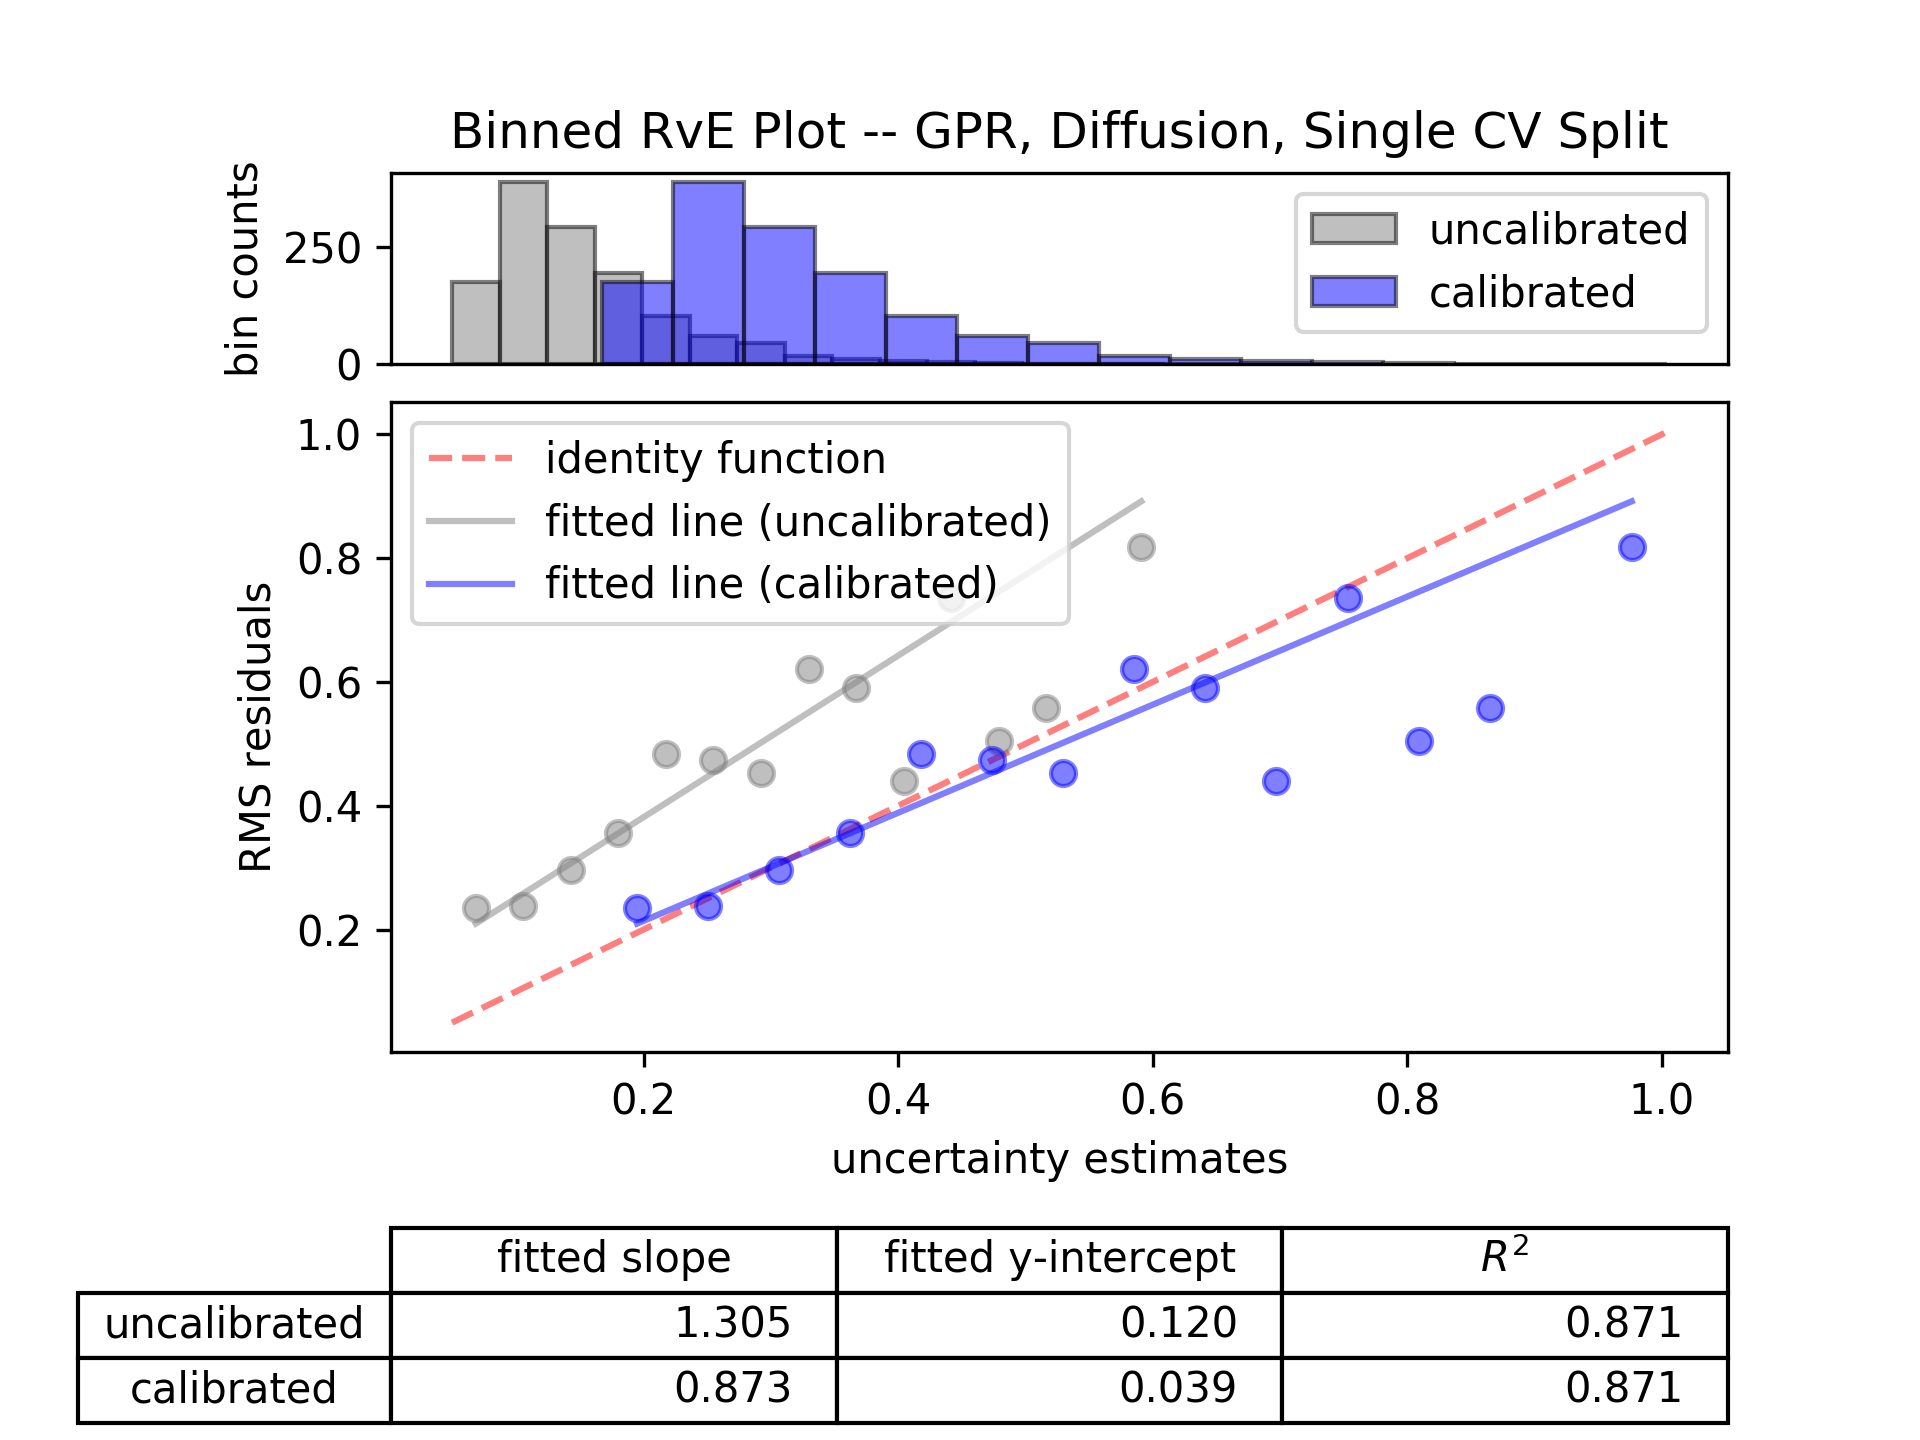 Binned RvE Plot -- GPR, Diffusion, Single CV Split
bin counts
250
0
uncalibrated
calibrated
identity function
fitted line (uncalibrated)
fitted line (calibrated)
RMS residuals
1.0
0.8
0.6
0.4
0.2
0.2 0.4 0.6 0.8 1.0
uncertainty estimates
fitted slope fitted y-intercept R²
uncalibrated 1.305 0.120 0.871
calibrated 0.873 0.039 0.871